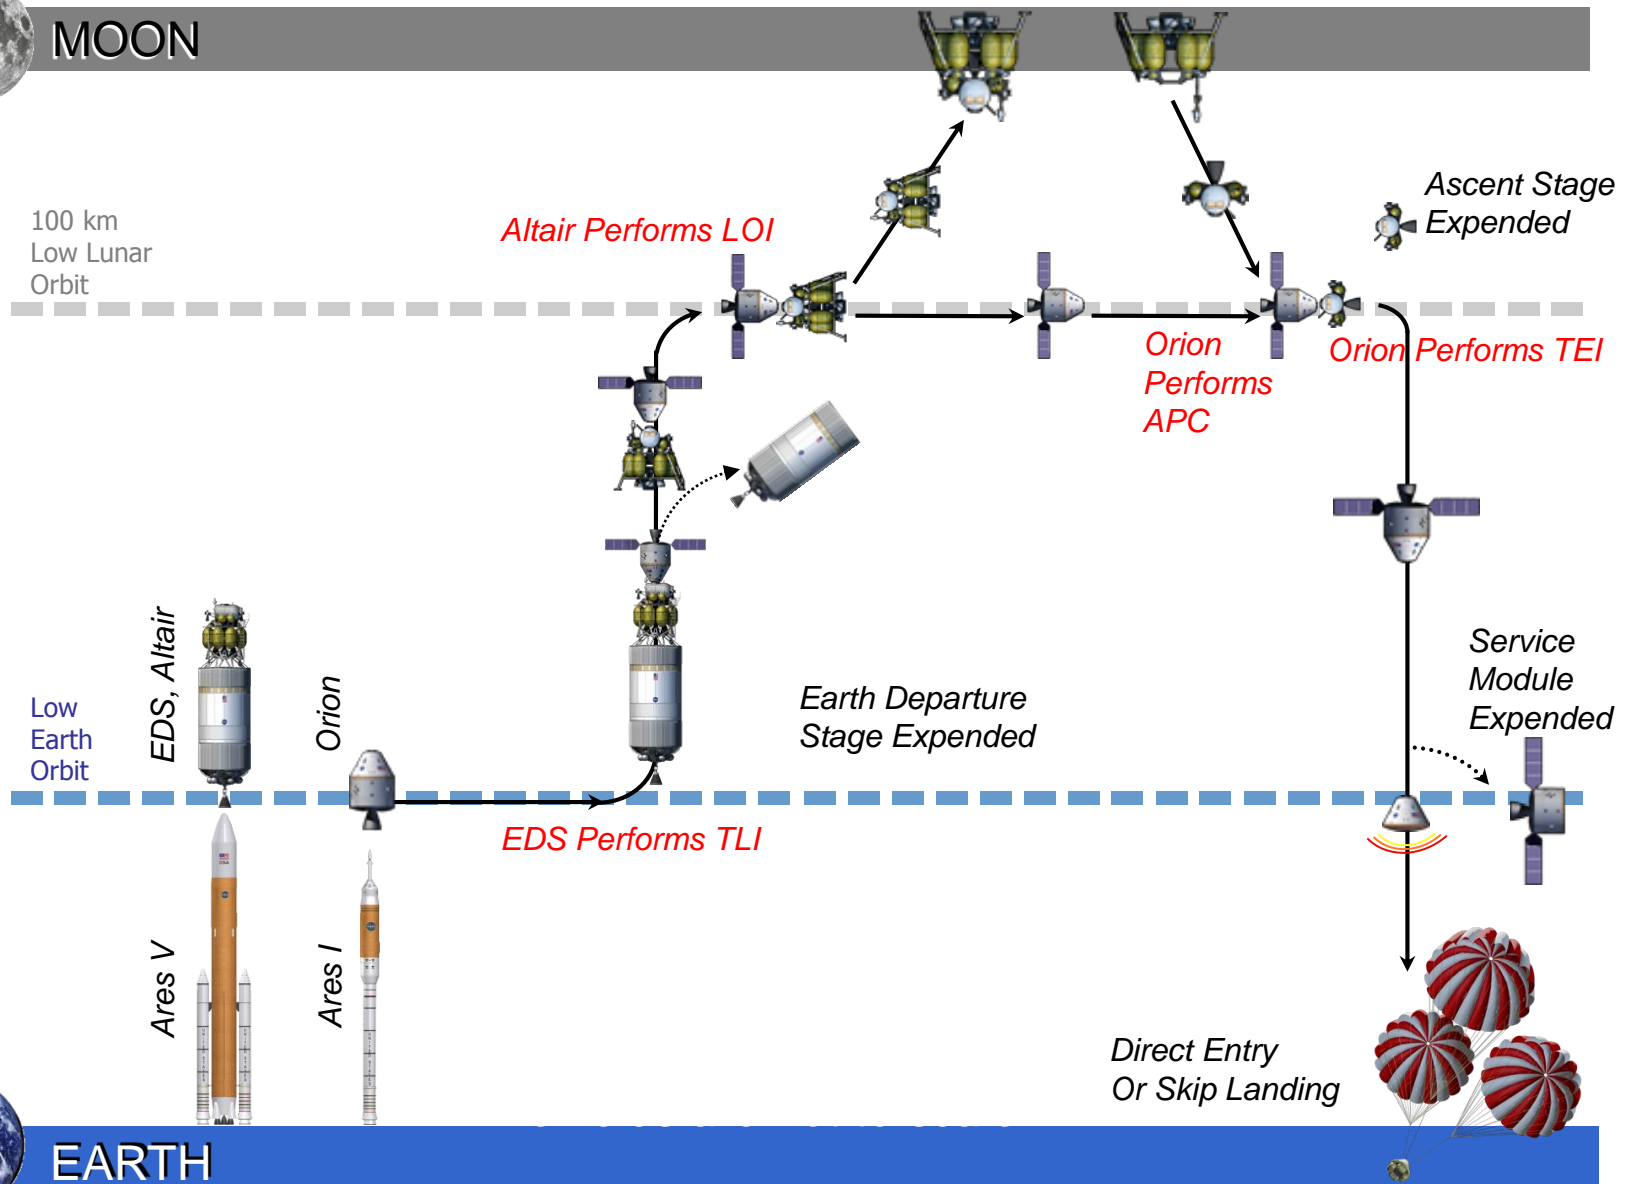 MOON
Ascent Stage
Expended
100 km
Low Lunar
Orbit
Altair Performs LOI
Orion
Performs
APC
Orion Performs TEI
EDS, Altair
Orion
Low
Earth
Orbit
Earth Departure
Stage Expended
Service
Module
Expended
EDS Performs TLI
Ares V
Ares I
Direct Entry
Or Skip Landing
EARTH